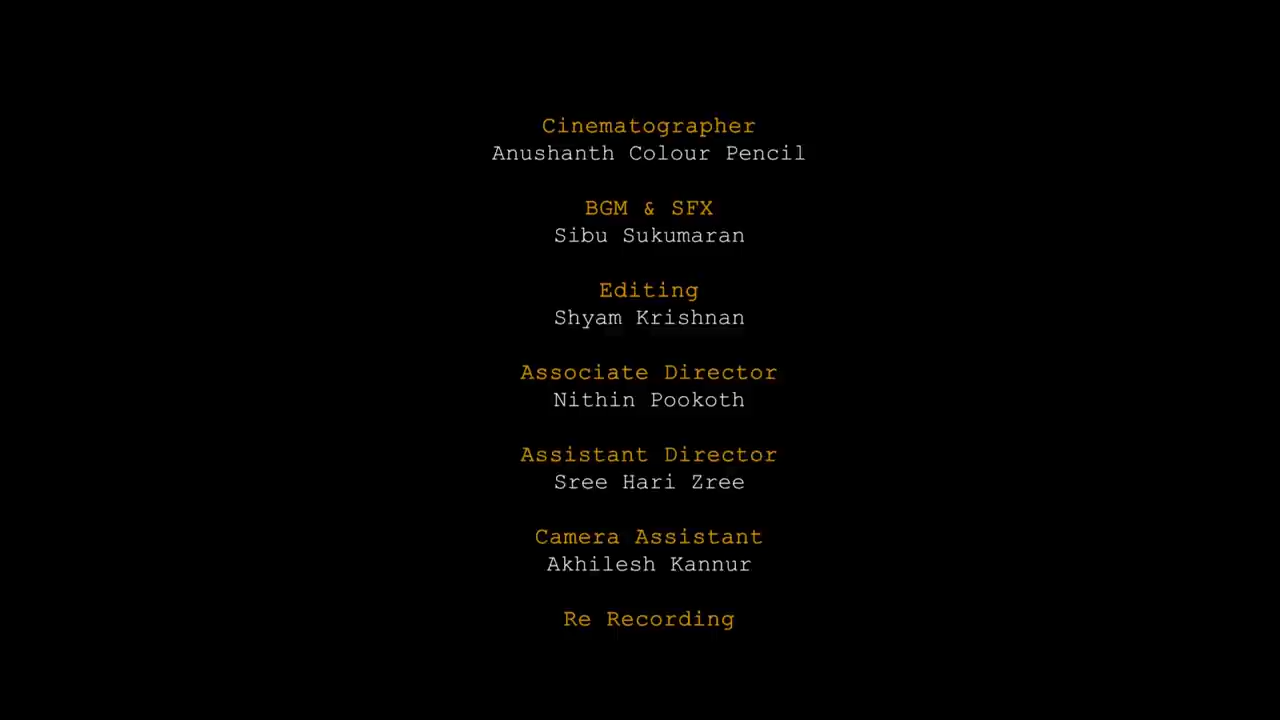 Cinematographer
Anushanth Colour Pencil
BGM & SFX
Sibu Sukumaran
Editing
Shyam Krishnan
Associate Director
Nithin Pookoth
Assistant Director
Sree Hari Zree
Camera Assistant
Akhilesh Kannur
Re Recording